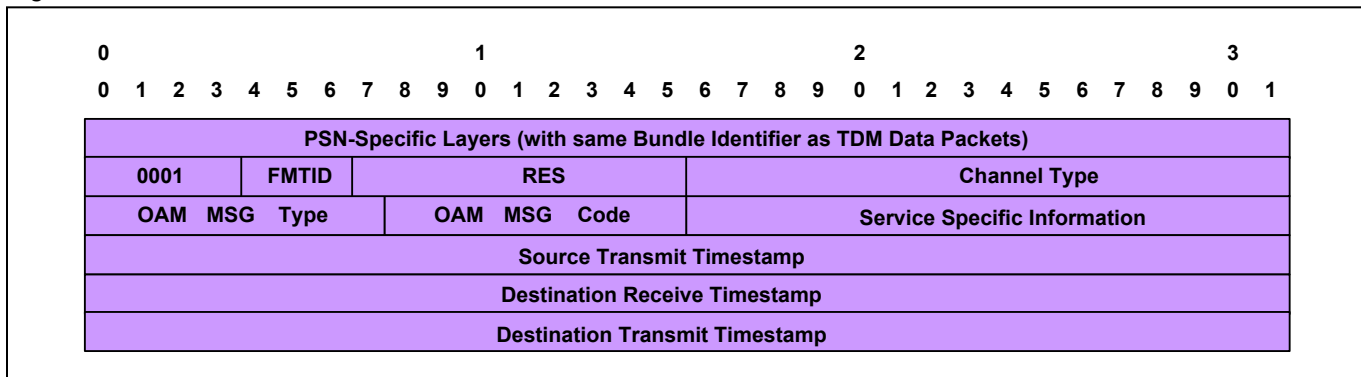 0 1 2 3
0 1 2 3 4 5 6 7 8 9 0 1 2 3 4 5 6 7 8 9 0 1 2 3 4 5 6 7 8 9 0 1
PSN-Specific Layers (with same Bundle Identifier as TDM Data Packets)
0001 FMTID RES Channel Type
OAM MSG Type OAM MSG Code Service Specific Information
Source Transmit Timestamp
Destination Receive Timestamp
Destination Transmit Timestamp